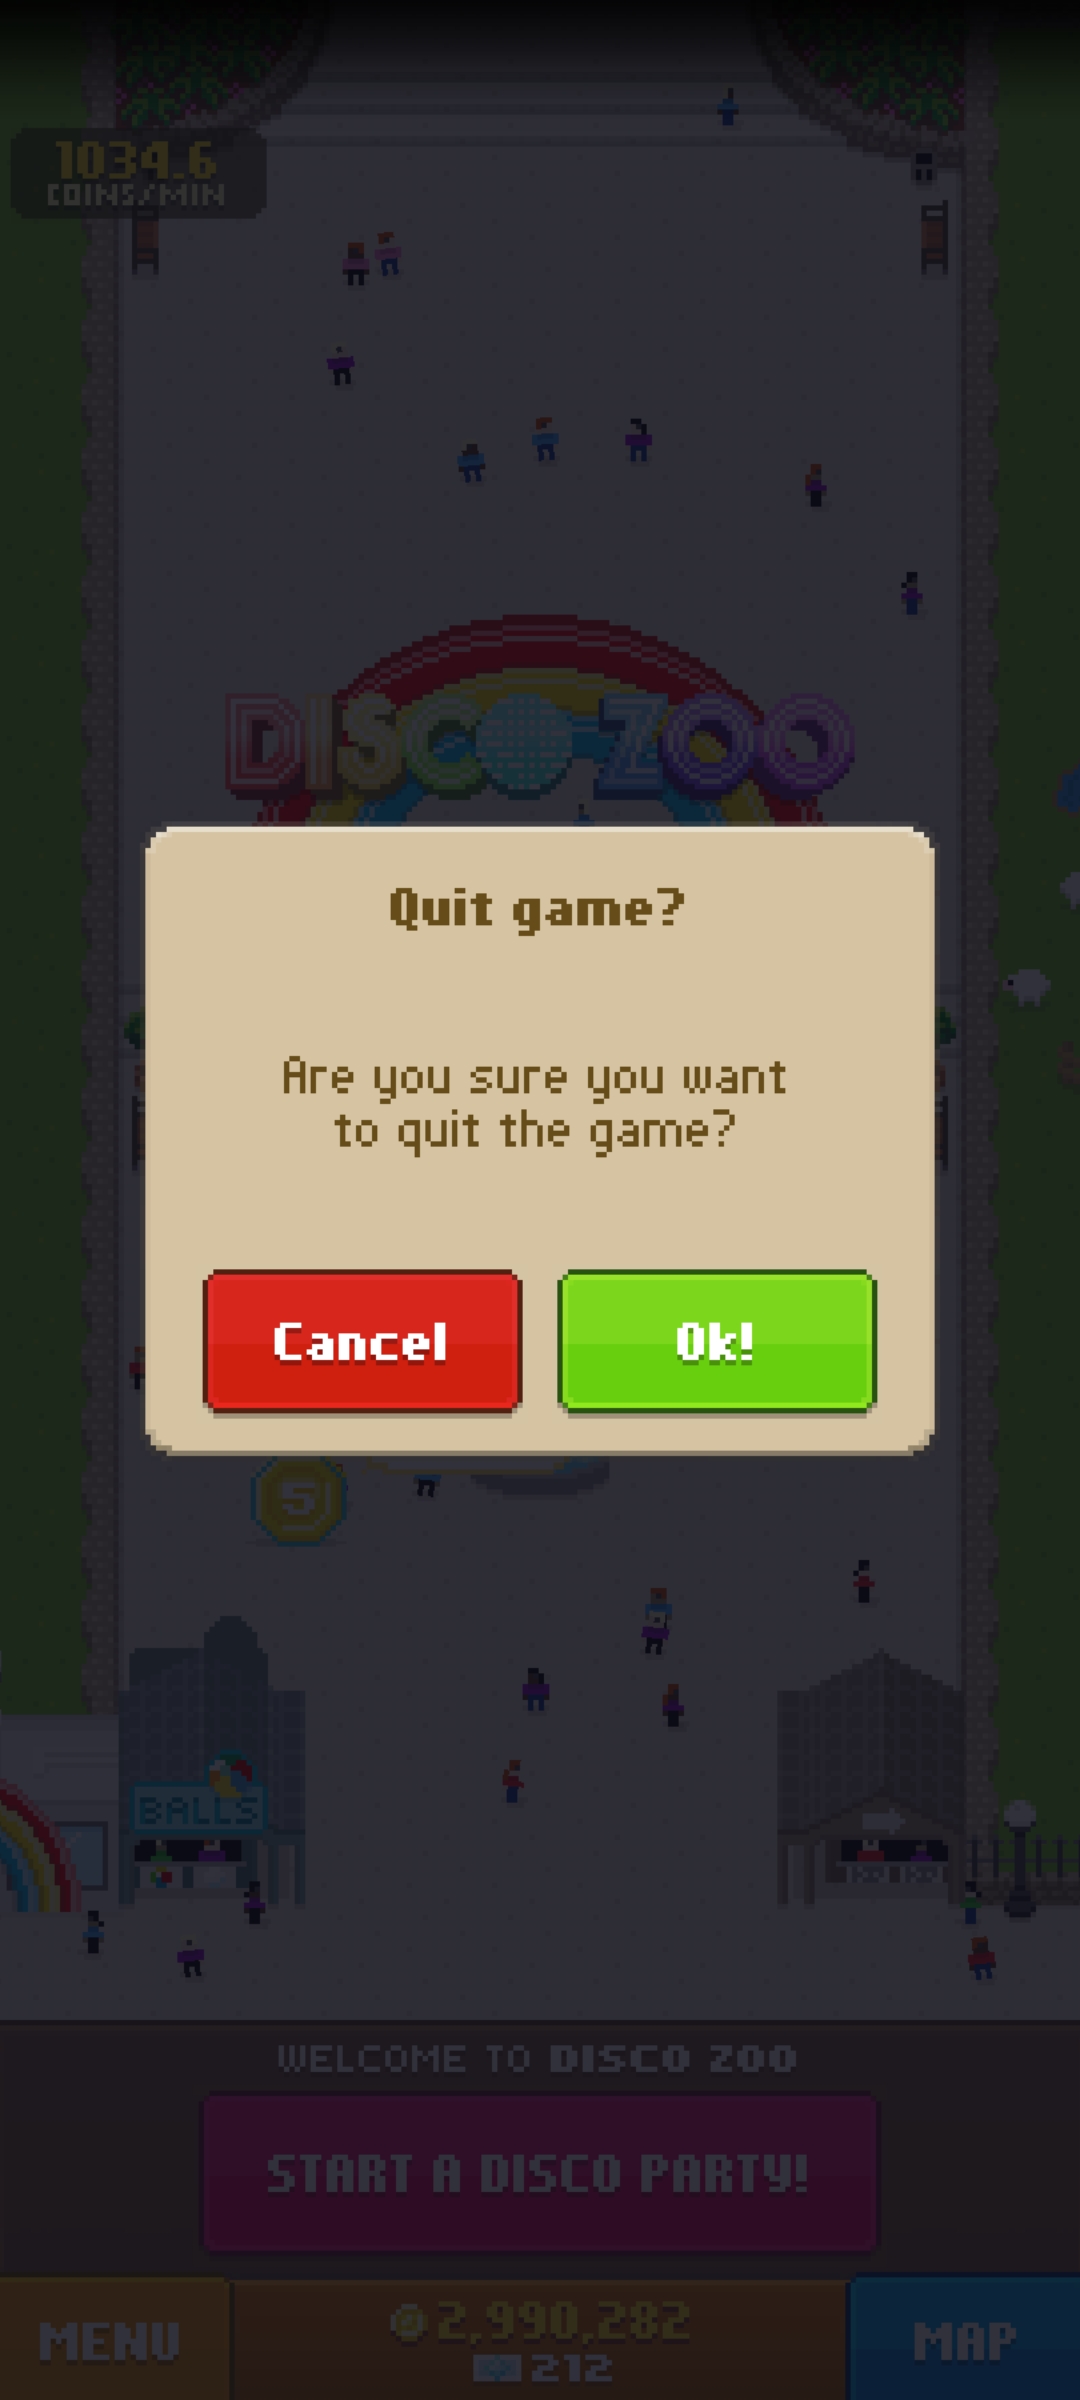 1034.6
COINS/MIN
DISCO ZOO
Quit game?
Are you sure you want
to quit the game?
Cancel
Ok!
5
BALLS
WELCOME TO DISCO ZOO
START A DISCO PARTY!
MENU
2,990,282
212
MAP